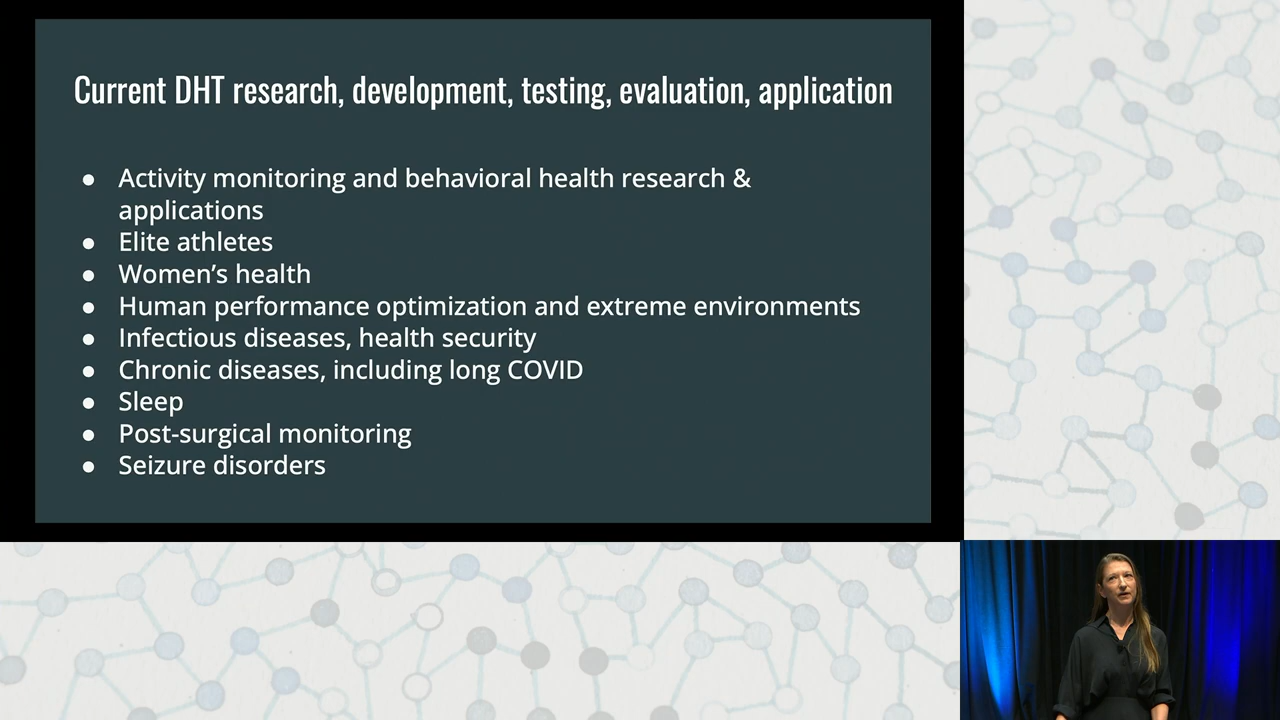 Current DHT research, development, testing, evaluation, application
● Activity monitoring and behavioral health research &
applications
● Elite athletes
● Women’s health
● Human performance optimization and extreme environments
● Infectious diseases, health security
● Chronic diseases, including long COVID
● Sleep
● Post-surgical monitoring
● Seizure disorders